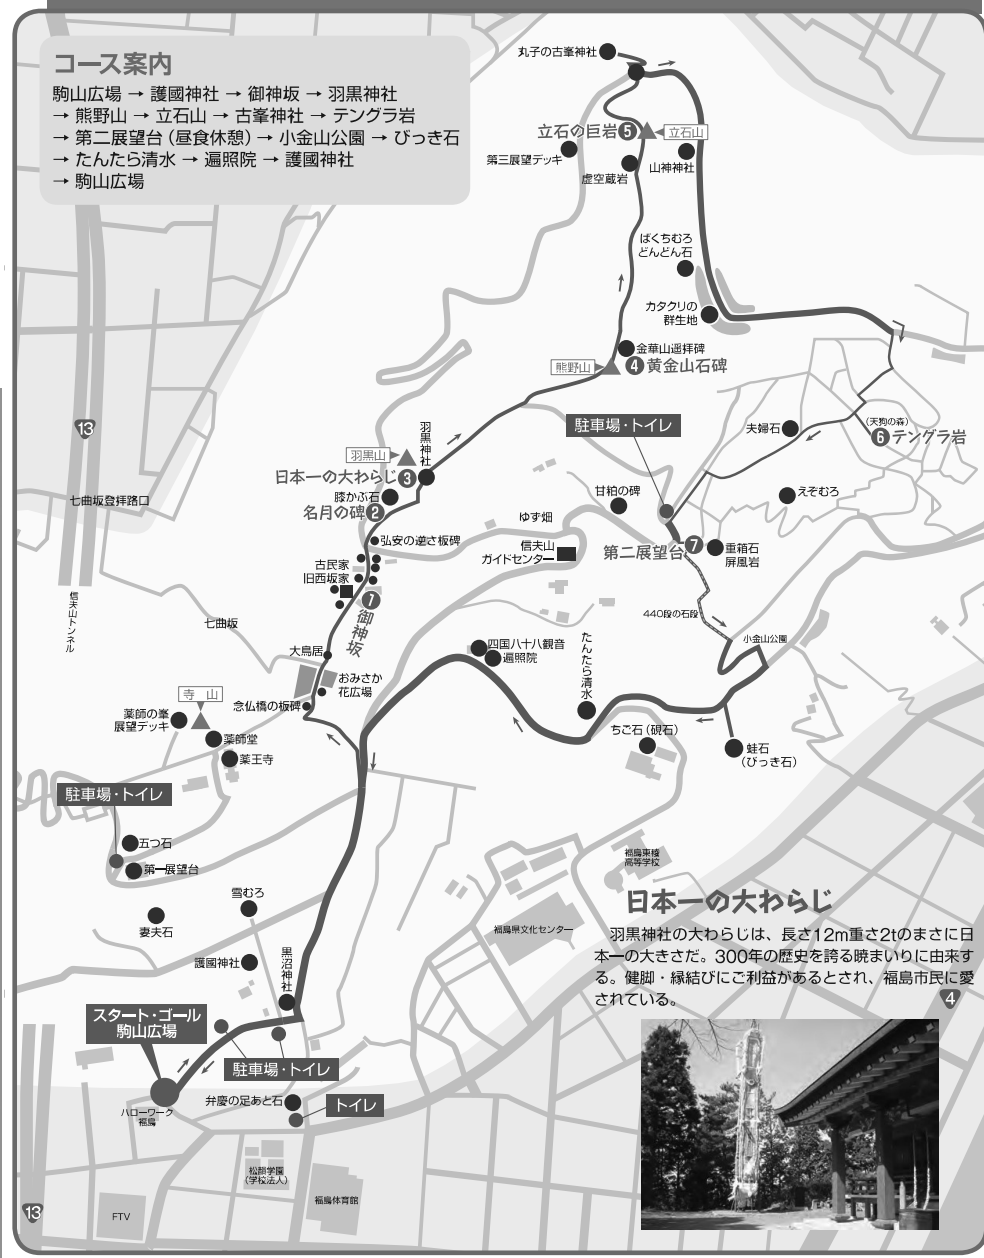 コース案内
駒山広場 → 護國神社 → 御神坂 → 羽黒神社
→ 熊野山 → 立石山 → 古峯神社 → テングラ岩
→ 第二展望台（昼食休憩）→ 小金山公園 → びっき石
→ たんたら清水 → 遍照院 → 護國神社
→ 駒山広場
丸子の古峯神社
立石の巨岩 5
立石山
第三展望デッキ
虚空蔵岩
山神神社
ばくちむろ
どんどん石
カタクリの
群生地
金華山遥拝碑
熊野山
4 黄金山石碑
駐車場・トイレ
夫婦石
(天狗の森)
6 テングラ岩
13
羽黒神社
羽黒山
日本一の大わらじ 3
膝かぶ石
名月の碑 2
七曲坂登拝路口
甘粕の碑
えぞむろ
ゆず畑
弘安の逆さ板碑
信夫山
ガイドセンター
第二展望台 7
重箱石
屏風岩
古民家
旧西坂家
1 御神坂
信夫山トンネル
七曲坂
440段の石段
小金山公園
大鳥居
四国八十八観音
遍照院
たんたら清水
おみさか
花広場
寺 山
念仏橋の板碑
薬師の峯
展望デッキ
薬師堂
薬王寺
ちご石（硯石）
蛙石
（びっき石）
駐車場・トイレ
五つ石
第一展望台
雪むろ
妻夫石
福島東稜
高等学校
福島県文化センター
日本一の大わらじ
羽黒神社の大わらじは、長さ12m重さ2tのまさに日
本一の大きさだ。300年の歴史を誇る暁まいりに由来す
る。健脚・縁結びにご利益があるとされ、福島市民に愛
されている。
4
護國神社
黒沼神社
スタート・ゴール
駒山広場
駐車場・トイレ
弁慶の足あと石
トイレ
ハローワーク
福島
松韻学園
（学校法人）
福島体育館
FTV
13